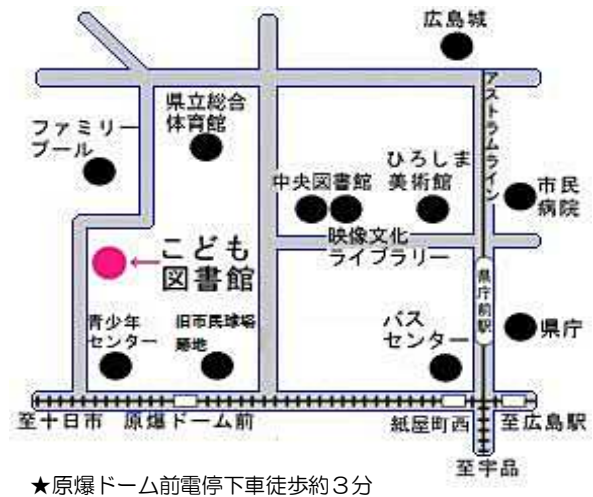 広島城
県立総合
体育館
ファミリー
プール
アストラムライン
中央図書館
ひろしま
美術館
市民
病院
映像文化
ライブラリー
←こども
図書館
県庁前駅
青少年
センター
旧市民球場
跡地
バス
センター
県庁
至十日市
原爆ドーム前
紙屋町西
至広島駅
至宇品
★原爆ドーム前電停下車徒歩約３分